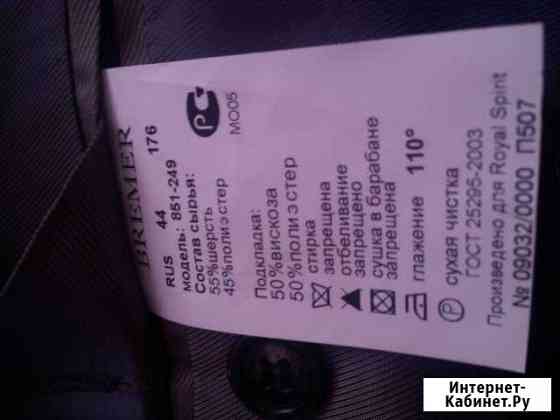 BREMER
RUS 44 176
модель: 851-249
Состав сырья:
55%шерсть
45%полиэстер
РС
МО05
Подкладка:
50%вискоза
50%полиэстер
стирка
запрещена
отбеливание
запрещено
сушка в барабане
запрещена
глажение 110°
P сухая чистка
ГОСТ 25295-2003
Произведено для Royal Spirit
№ 09032/0000 П507
Интернет-
Кабинет.Ру